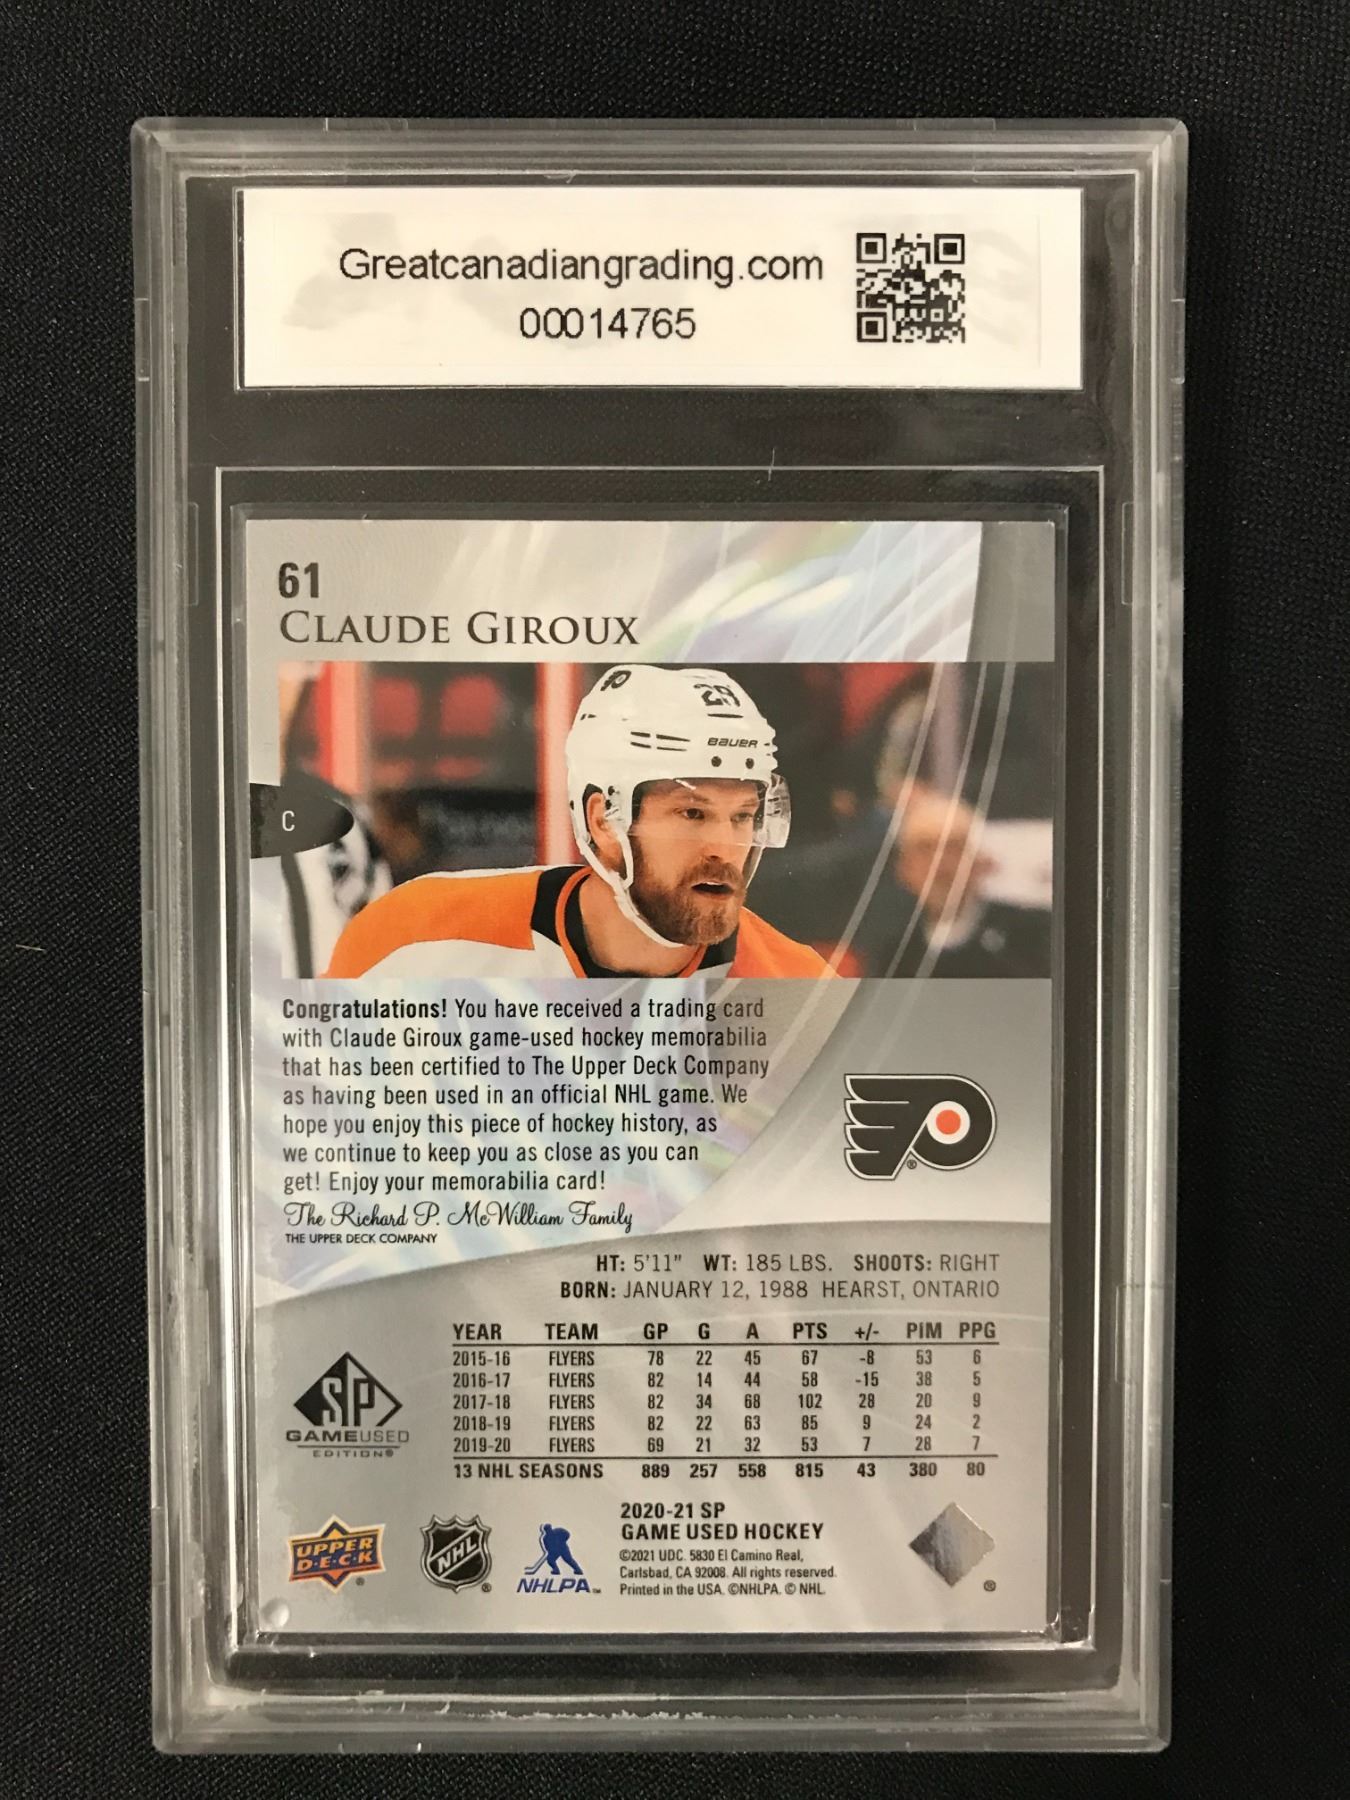 Greatcanadiangrading.com
00014765
61
CLAUDE GIROUX
28
BAUER
C
Congratulations! You have received a trading card
with Claude Giroux game-used hockey memorabilia
that has been certified to The Upper Deck Company
as having been used in an official NHL game. We
hope you enjoy this piece of hockey history, as
we continue to keep you as close as you can
get! Enjoy your memorabilia card!
The Richard P. McWilliam Family
THE UPPER DECK COMPANY
HT: 5'11" WT: 185 LBS. SHOOTS: RIGHT
BORN: JANUARY 12, 1988 HEARST, ONTARIO
YEAR TEAM GP G A PTS +/- PIM PPG
2015-16 FLYERS 78 22 45 67 -8 53 6
2016-17 FLYERS 82 14 44 58 -15 38 5
2017-18 FLYERS 82 34 68 102 28 20 9
2018-19 FLYERS 82 22 63 85 9 24 2
2019-20 FLYERS 69 21 32 53 7 28 7
13 NHL SEASONS 889 257 558 815 43 380 80
SP
GAMEUSED
EDITION®
2020-21 SP
GAME USED HOCKEY
©2021 UDC. 5830 El Camino Real,
Carlsbad, CA 92008. All rights reserved.
Printed in the USA. ©NHLPA. © NHL.
UPPER
D·E·C·K
®
NHL
®
NHLPA™
®